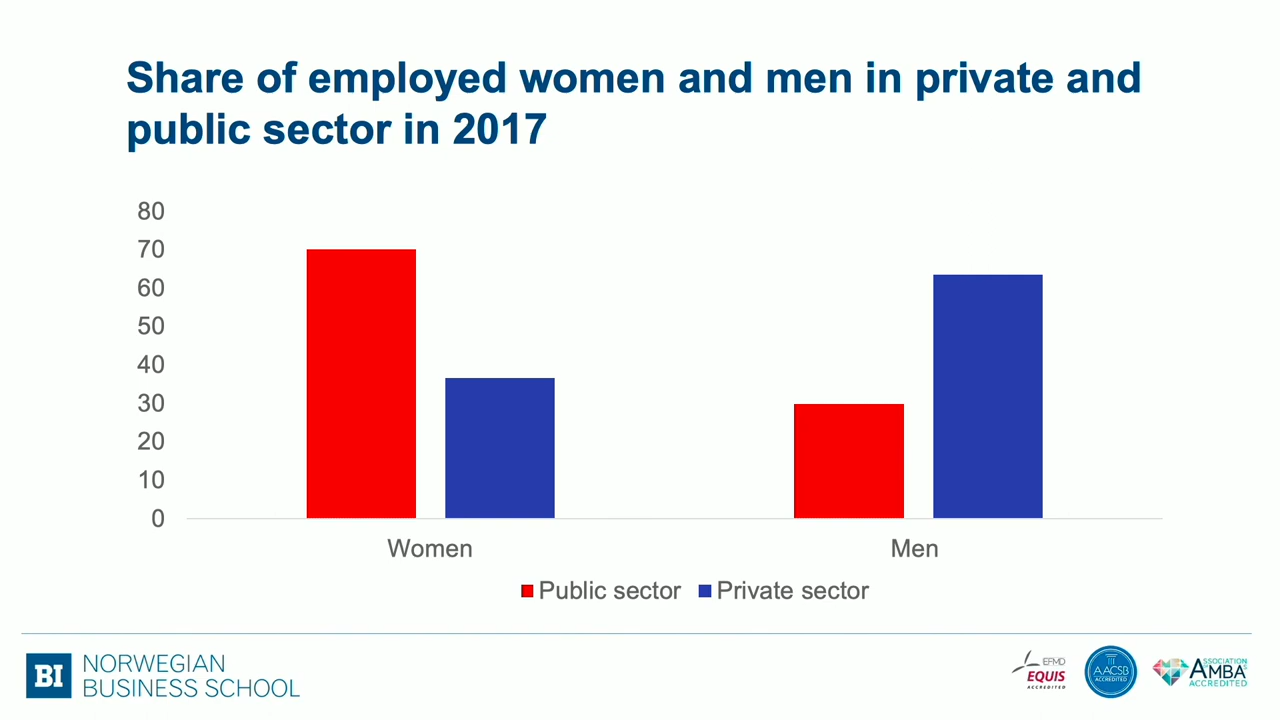 Share of employed women and men in private and
public sector in 2017
80
70
60
50
40
30
20
10
0
Women
Men
Public sector
Private sector
BI
NORWEGIAN
BUSINESS SCHOOL
EFMD
EQUIS
ACCREDITED
AACSB
ACCREDITED
ASSOCIATION
AMBA
ACCREDITED